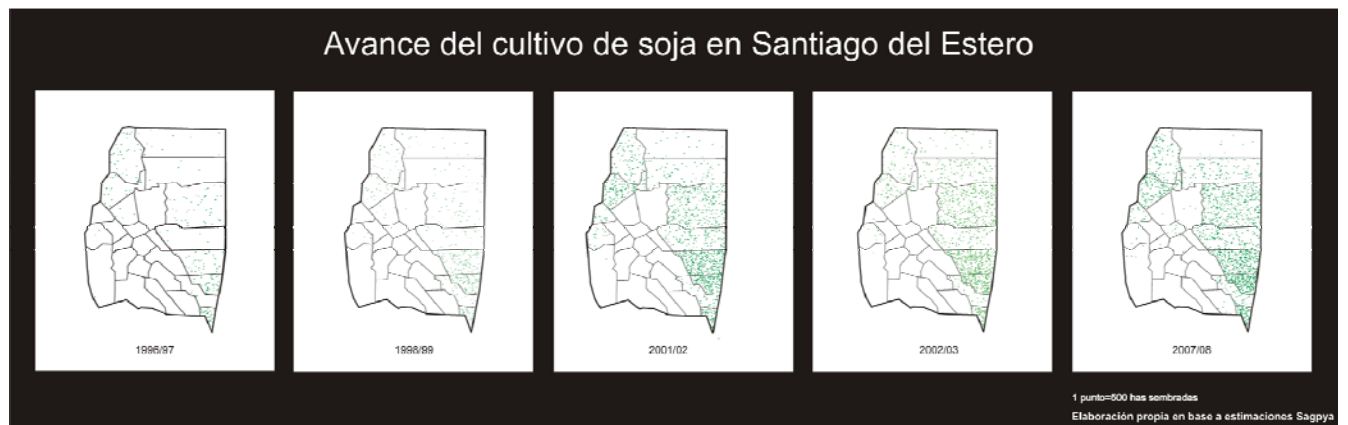 Avance del cultivo de soja en Santiago del Estero
1996/97
1998/99
2001/02
2002/03
2007/08
1 punto=500 has sembradas
Elaboración propia en base a estimaciones Sagpya